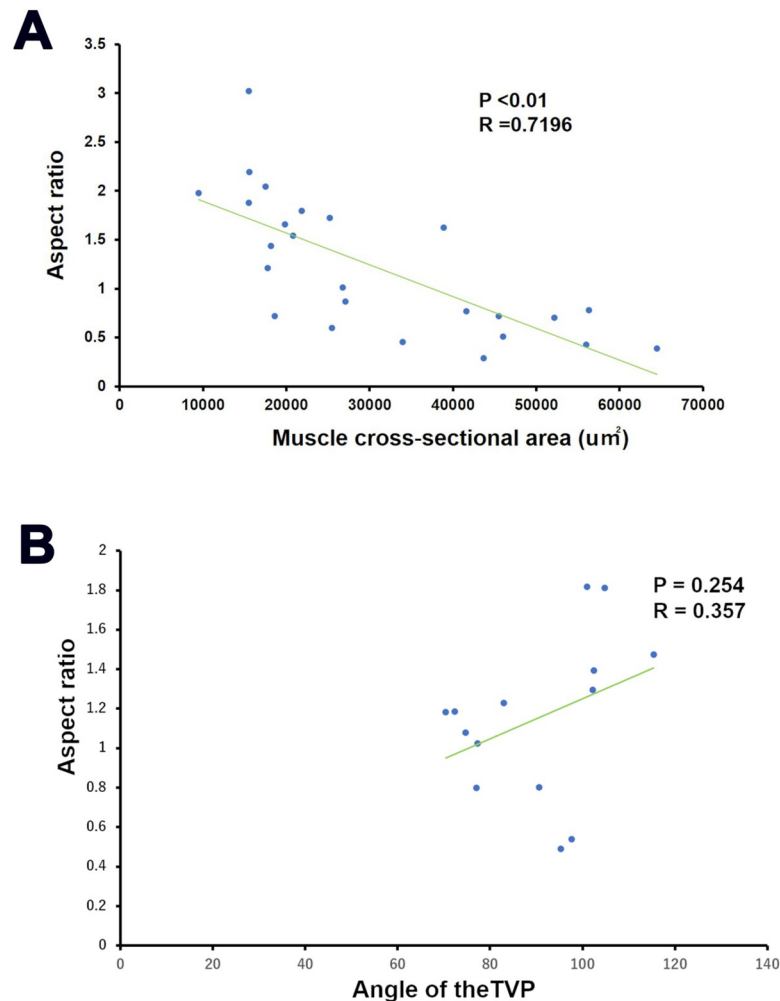 A
3.5
3
2.5
2
1.5
1
0.5
0
Aspect ratio
P <0.01
R =0.7196
0 10000 20000 30000 40000 50000 60000 70000
Muscle cross-sectional area (um²)
B
2
1.8
1.6
1.4
1.2
1
0.8
0.6
0.4
0.2
0
Aspect ratio
P = 0.254
R = 0.357
0 20 40 60 80 100 120 140
Angle of theTVP